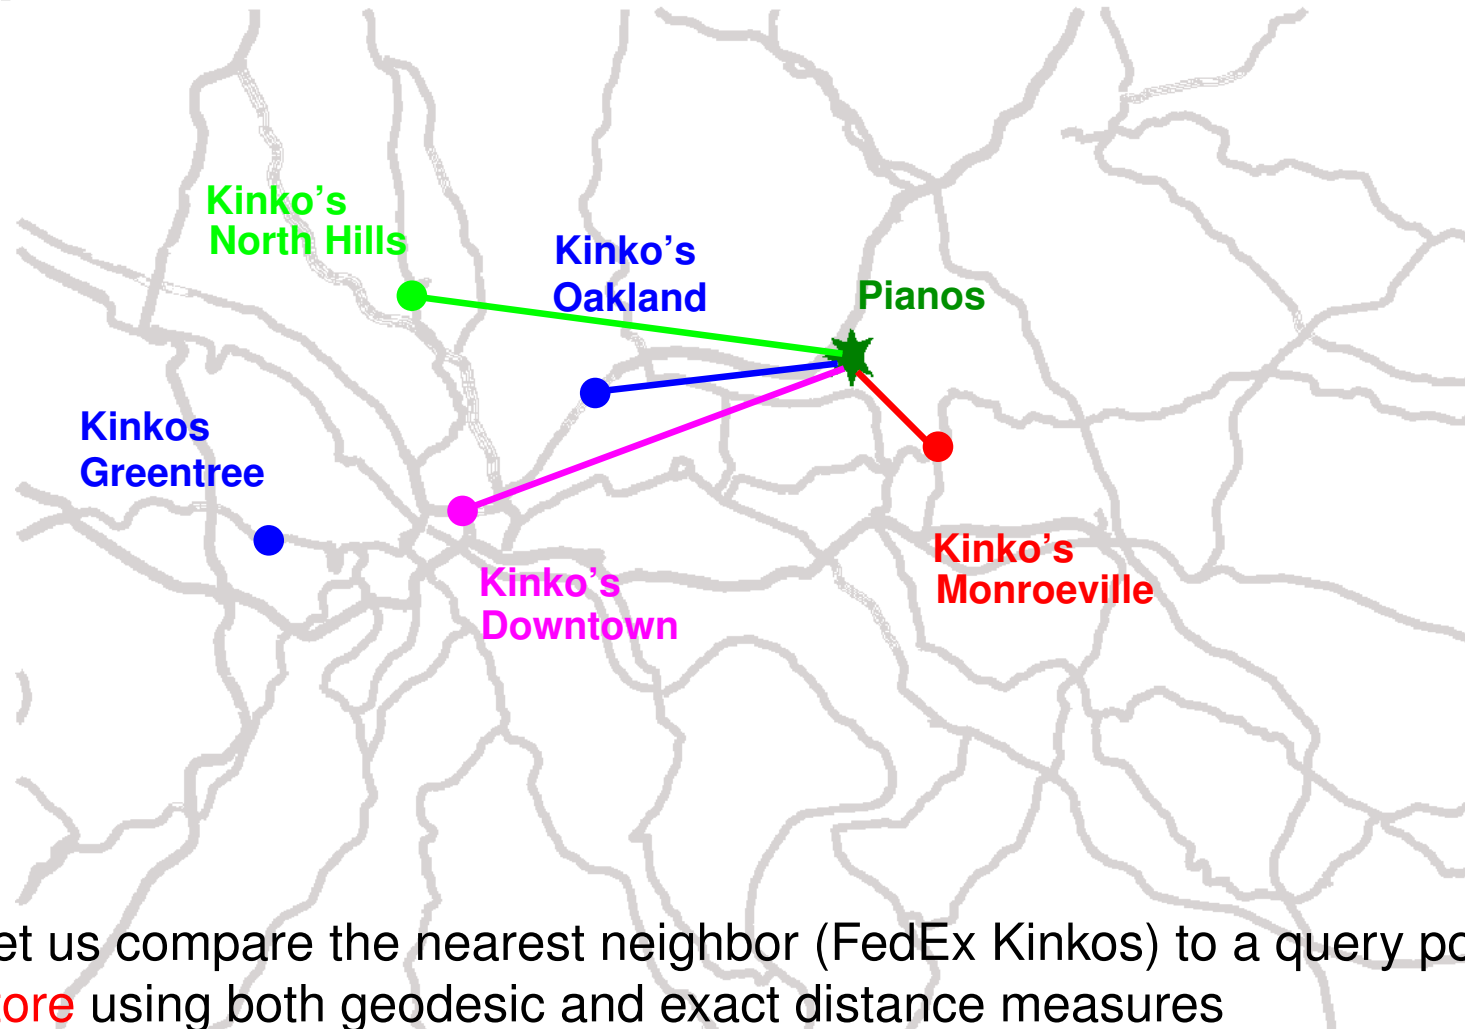 Kinko's
North Hills
Kinko's
Oakland
Pianos
Kinkos
Greentree
Kinko's
Monroeville
Kinko's
Downtown
et us compare the nearest neighbor (FedEx Kinkos) to a query po
ore using both geodesic and exact distance measures